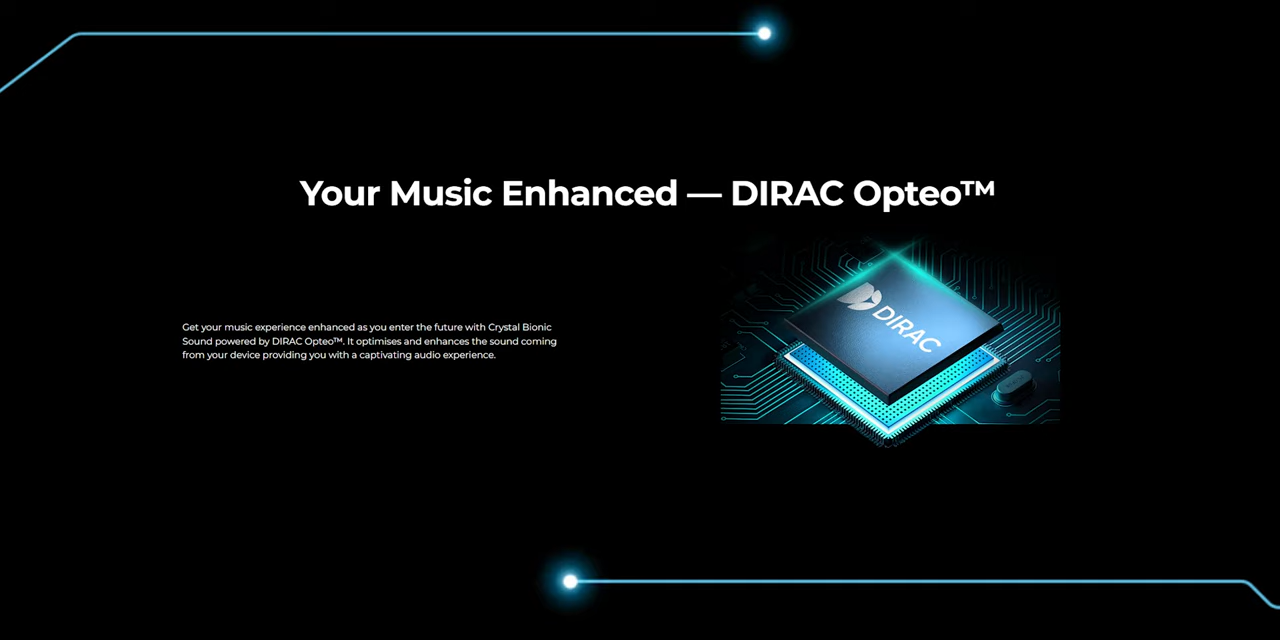 Your Music Enhanced — DIRAC Opteo™
Get your music experience enhanced as you enter the future with Crystal Bionic
Sound powered by DIRAC Opteo™. It optimises and enhances the sound coming
from your device providing you with a captivating audio experience.
DIRAC